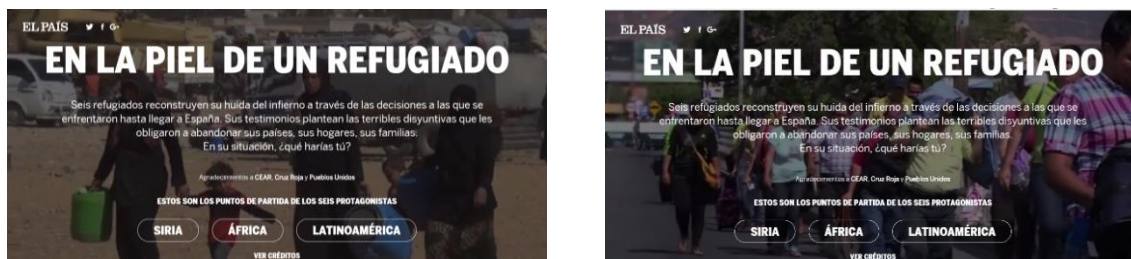 EL PAÍS f G+
EN LA PIEL DE UN REFUGIADO
Seis refugiados reconstruyen su huida del infierno a través de las decisiones a las que se
enfrentaron hasta llegar a España. Sus testimonios plantean las terribles disyuntivas que les
obligaron a abandonar sus países, sus hogares, sus familias.
En su situación, ¿qué harías tú?
Agradecimientos a CEAR, Cruz Roja y Pueblos Unidos
ESTOS SON LOS PUNTOS DE PARTIDA DE LOS SEIS PROTAGONISTAS
SIRIA ÁFRICA LATINOAMÉRICA
VER CRÉDITOS
EL PAÍS f G+
EN LA PIEL DE UN REFUGIADO
Seis refugiados reconstruyen su huida del infierno a través de las decisiones a las que se
enfrentaron hasta llegar a España. Sus testimonios plantean las terribles disyuntivas que les
obligaron a abandonar sus países, sus hogares, sus familias.
En su situación, ¿qué harías tú?
Agradecimientos a CEAR, Cruz Roja y Pueblos Unidos
ESTOS SON LOS PUNTOS DE PARTIDA DE LOS SEIS PROTAGONISTAS
SIRIA ÁFRICA LATINOAMÉRICA
VER CRÉDITOS